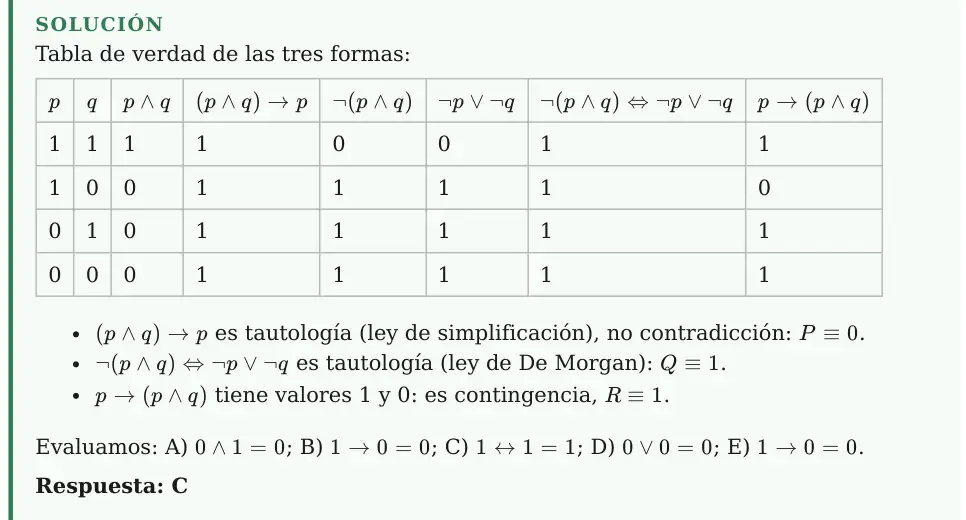 SOLUCIÓN
Tabla de verdad de las tres formas:
p q p ∧ q (p ∧ q) → p ¬(p ∧ q) ¬p ∨ ¬q ¬(p ∧ q) ⇔ ¬p ∨ ¬q p → (p ∧ q)
1 1 1 1 0 0 1 1
1 0 0 1 1 1 1 0
0 1 0 1 1 1 1 1
0 0 0 1 1 1 1 1
• (p ∧ q) → p es tautología (ley de simplificación), no contradicción: P ≡ 0.
• ¬(p ∧ q) ⇔ ¬p ∨ ¬q es tautología (ley de De Morgan): Q ≡ 1.
• p → (p ∧ q) tiene valores 1 y 0: es contingencia, R ≡ 1.
Evaluamos: A) 0 ∧ 1 = 0; B) 1 → 0 = 0; C) 1 ↔ 1 = 1; D) 0 ∨ 0 = 0; E) 1 → 0 = 0.
Respuesta: C